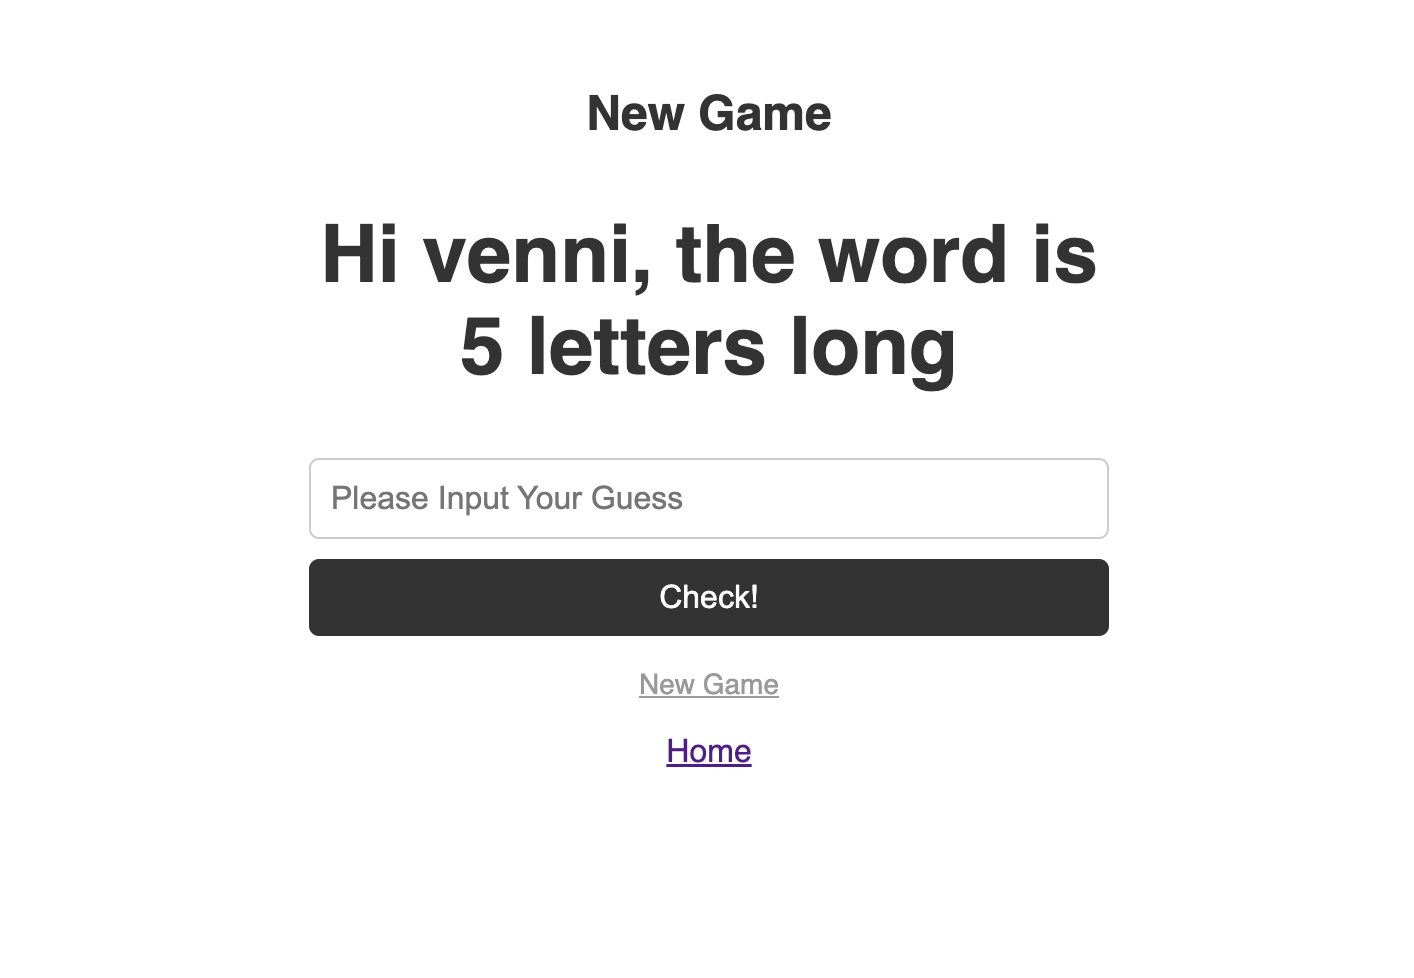 New Game
Hi venni, the word is
5 letters long
Please Input Your Guess
Check!
New Game
Home